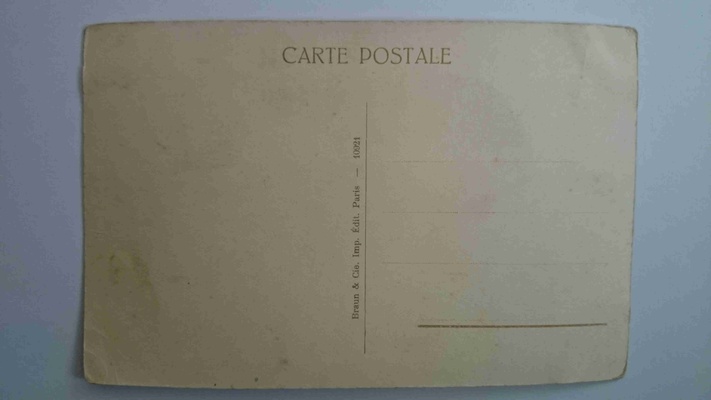 CARTE POSTALE
Braun & Cie, Imp. Édit. Paris — 10921